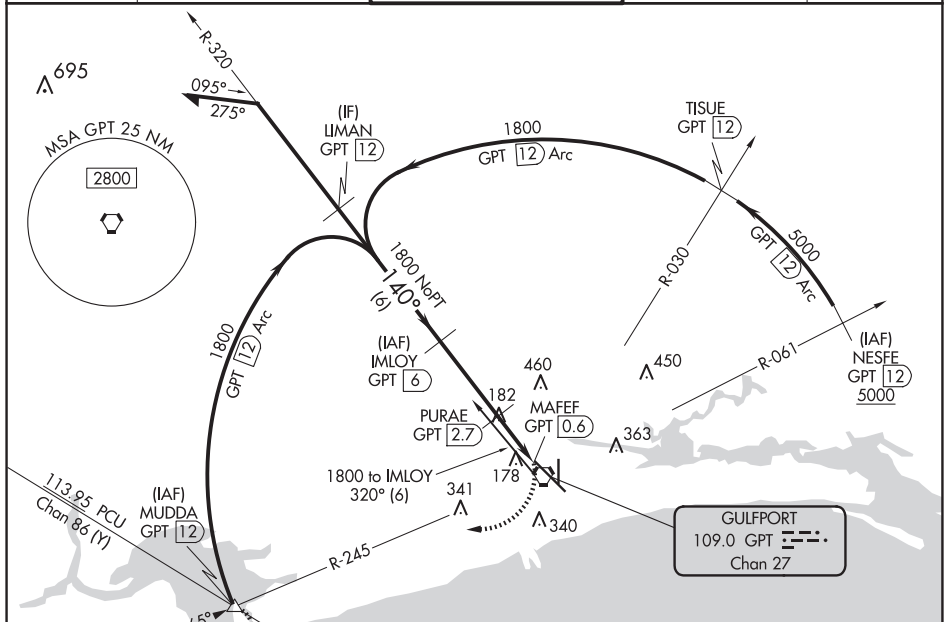 695
MSA GPT 25 NM
2800
R-320
095°
275°
(IF)
LIMAN
GPT 12
1800
GPT 12 Arc
TISUE
GPT 12
5000
GPT 12 Arc
R-030
R-061
(IAF)
NESFE
GPT 12
5000
1800 NoPT
140°
(6)
1800
GPT 12 Arc
(IAF)
IMLOY
GPT 6
460
450
182
PURAE
GPT 2.7
MAFEF
GPT 0.6
363
1800 to IMLOY
320° (6)
178
341
340
113.95 PCU
Chan 86 (Y)
(IAF)
MUDDA
GPT 12
R-245
GULFPORT
109.0 GPT
Chan 27